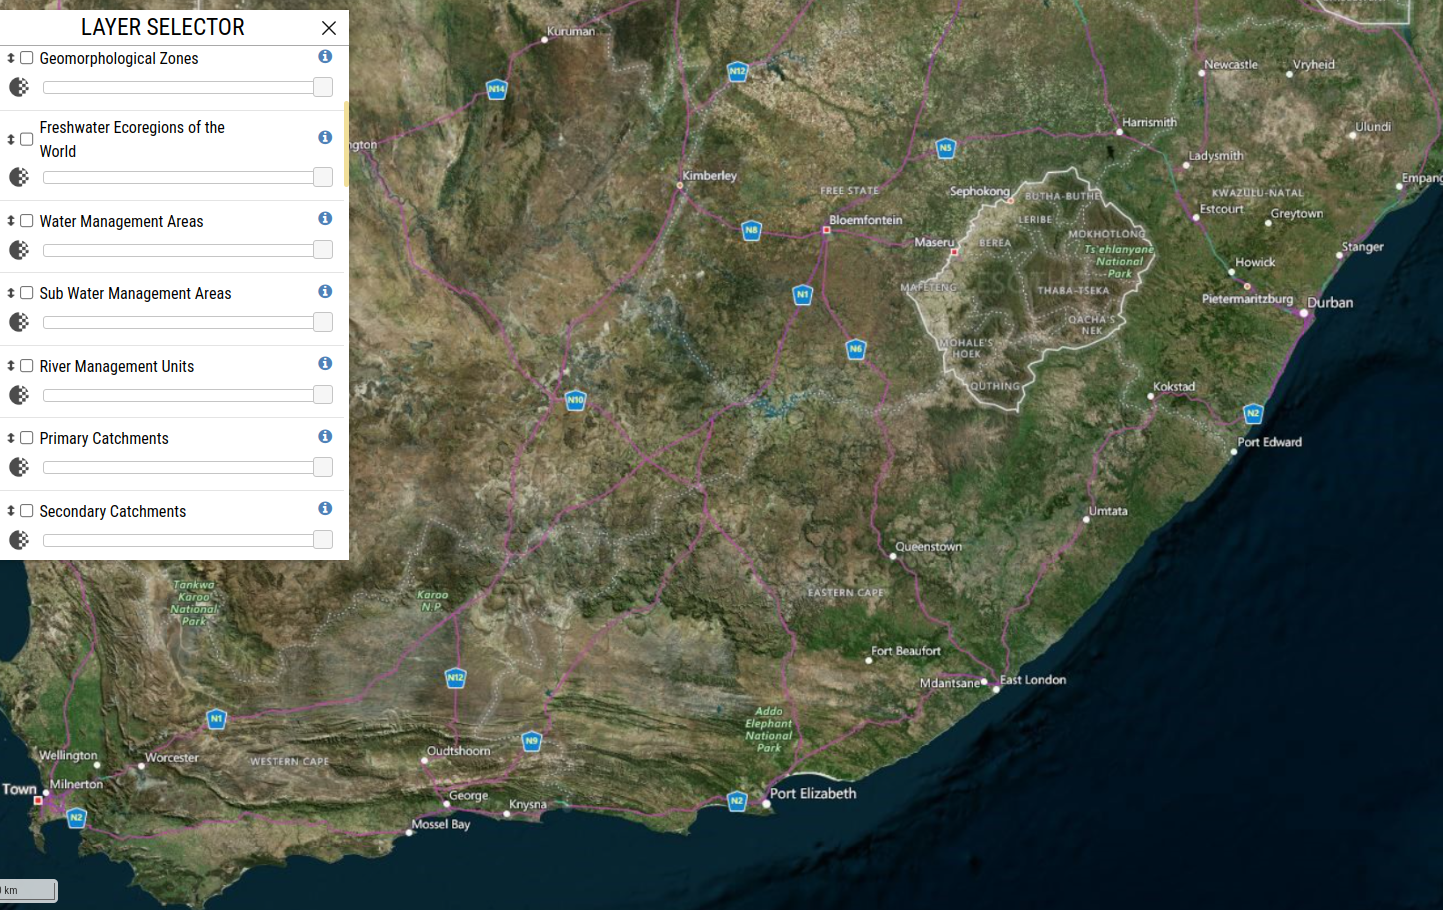 LAYER SELECTOR
Geomorphological Zones
Freshwater Ecoregions of the
World
Water Management Areas
Sub Water Management Areas
River Management Units
Primary Catchments
Secondary Catchments
Kuruman
N14
N12
Newcastle
Vryheid
ngton
N5
Harrismith
Ulundi
Ladysmith
Kimberley
FREE STATE
Sephokong
BUTHA-BUTHE
KWAZULU-NATAL
Empang
N8
Bloemfontein
LERIBE
Estcourt
Greytown
Maseru
BEREA
MOKHOTLONG
Ts'ehlanyane
National
Park
Stanger
Howick
MAFETENG
THABA-TSEKA
N1
Pietermaritzburg
Durban
QACHA'S
NEK
N6
MOHALE'S
HOEK
QUTHING
Kokstad
N10
N2
Port Edward
Umtata
Queenstown
Tankwa
Karoo
National
Park
Karoo
N.P
EASTERN CAPE
Fort Beaufort
N12
Mdantsane
East London
N1
Addo
Elephant
National
Park
N9
Wellington
Worcester
WESTERN CAPE
Oudtshoorn
Town
Milnerton
George
Knysna
N2
Port Elizabeth
N2
Mossel Bay
km